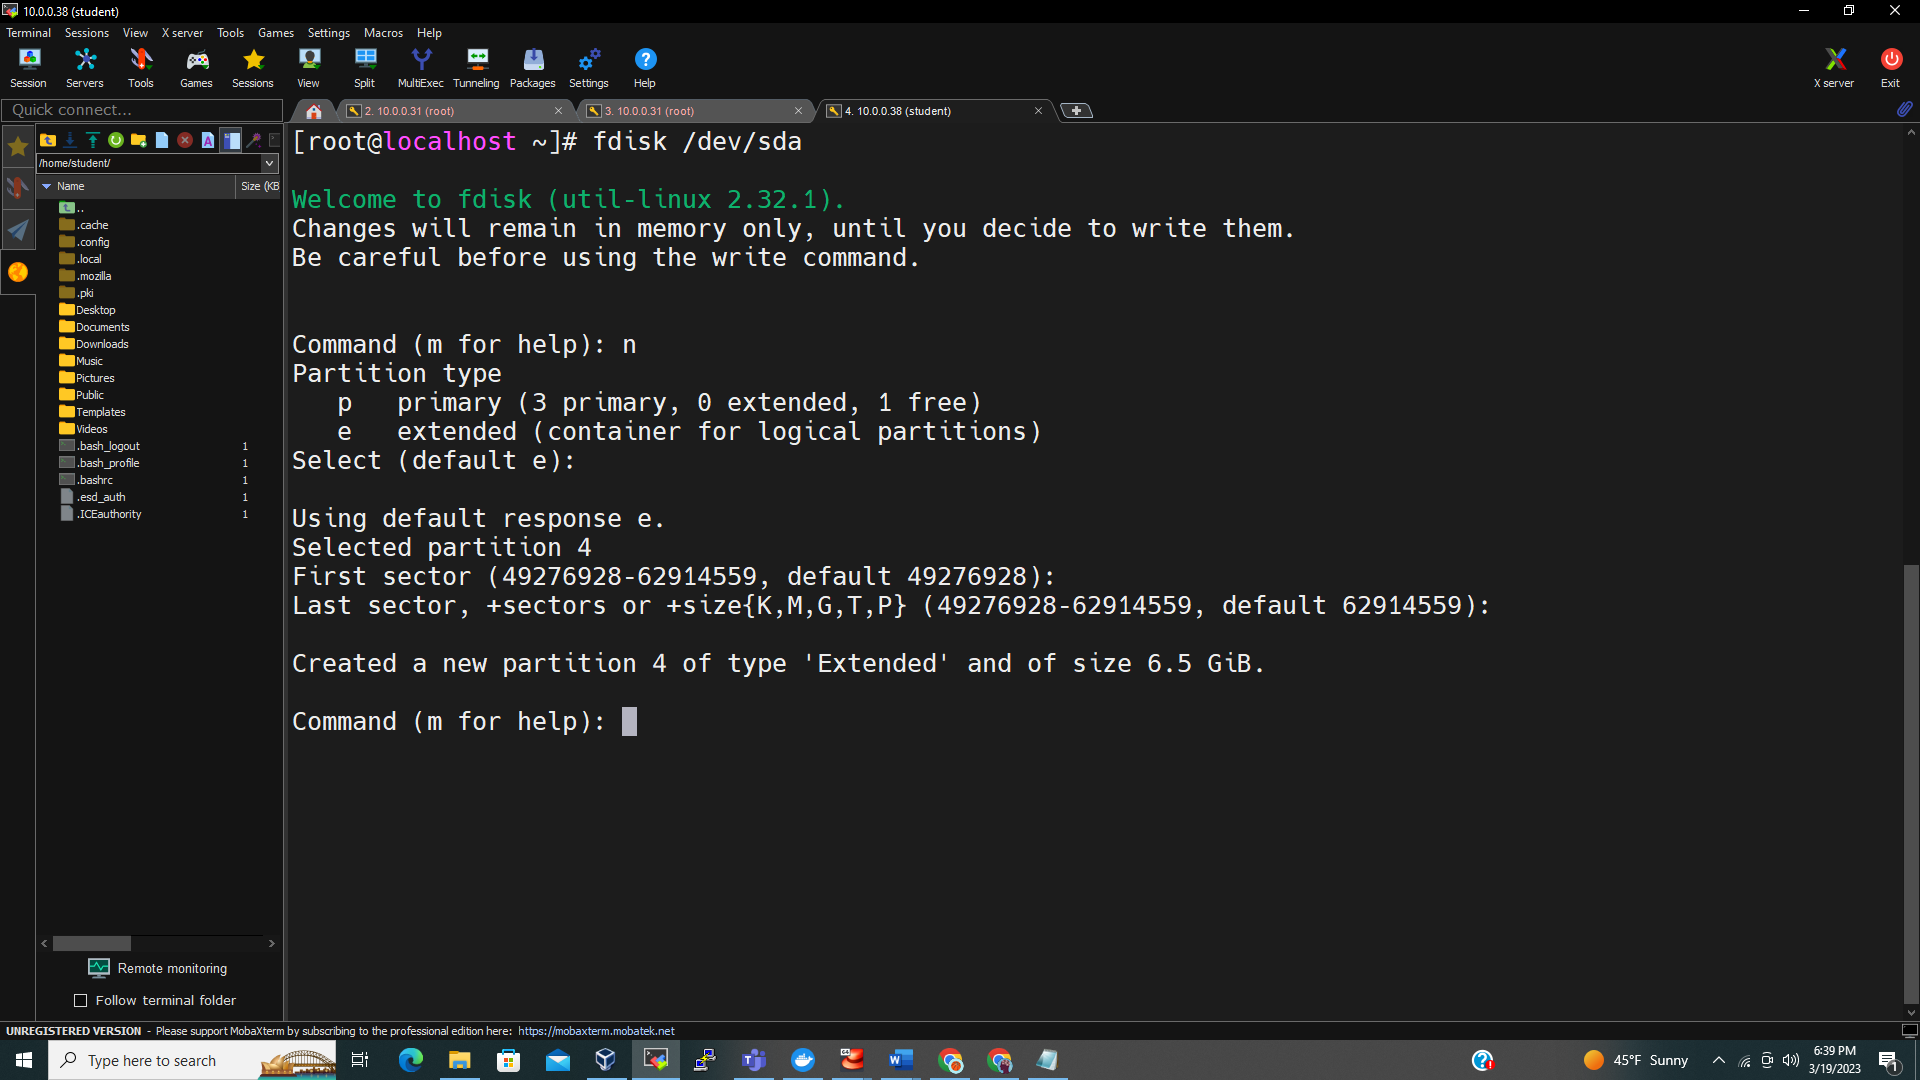 10.0.0.38 (student)
Terminal Sessions View X server Tools Games Settings Macros Help
Session Servers Tools Games Sessions View Split MultiExec Tunneling Packages Settings Help X server Exit
Quick connect...
2. 10.0.0.31 (root)
3. 10.0.0.31 (root)
4. 10.0.0.38 (student)
/home/student/
Name Size (KB
..
.cache
.config
.local
.mozilla
.pki
Desktop
Documents
Downloads
Music
Pictures
Public
Templates
Videos
.bash_logout 1
.bash_profile 1
.bashrc 1
.esd_auth 1
.ICEauthority 1
Remote monitoring
Follow terminal folder
[root@localhost ~]# fdisk /dev/sda
Welcome to fdisk (util-linux 2.32.1).
Changes will remain in memory only, until you decide to write them.
Be careful before using the write command.
Command (m for help): n
Partition type
p primary (3 primary, 0 extended, 1 free)
e extended (container for logical partitions)
Select (default e):
Using default response e.
Selected partition 4
First sector (49276928-62914559, default 49276928):
Last sector, +sectors or +size{K,M,G,T,P} (49276928-62914559, default 62914559):
Created a new partition 4 of type 'Extended' and of size 6.5 GiB.
Command (m for help):
UNREGISTERED VERSION - Please support MobaXterm by subscribing to the professional edition here: https://mobaxterm.mobatek.net
Type here to search
45°F Sunny
6:39 PM
3/19/2023
1